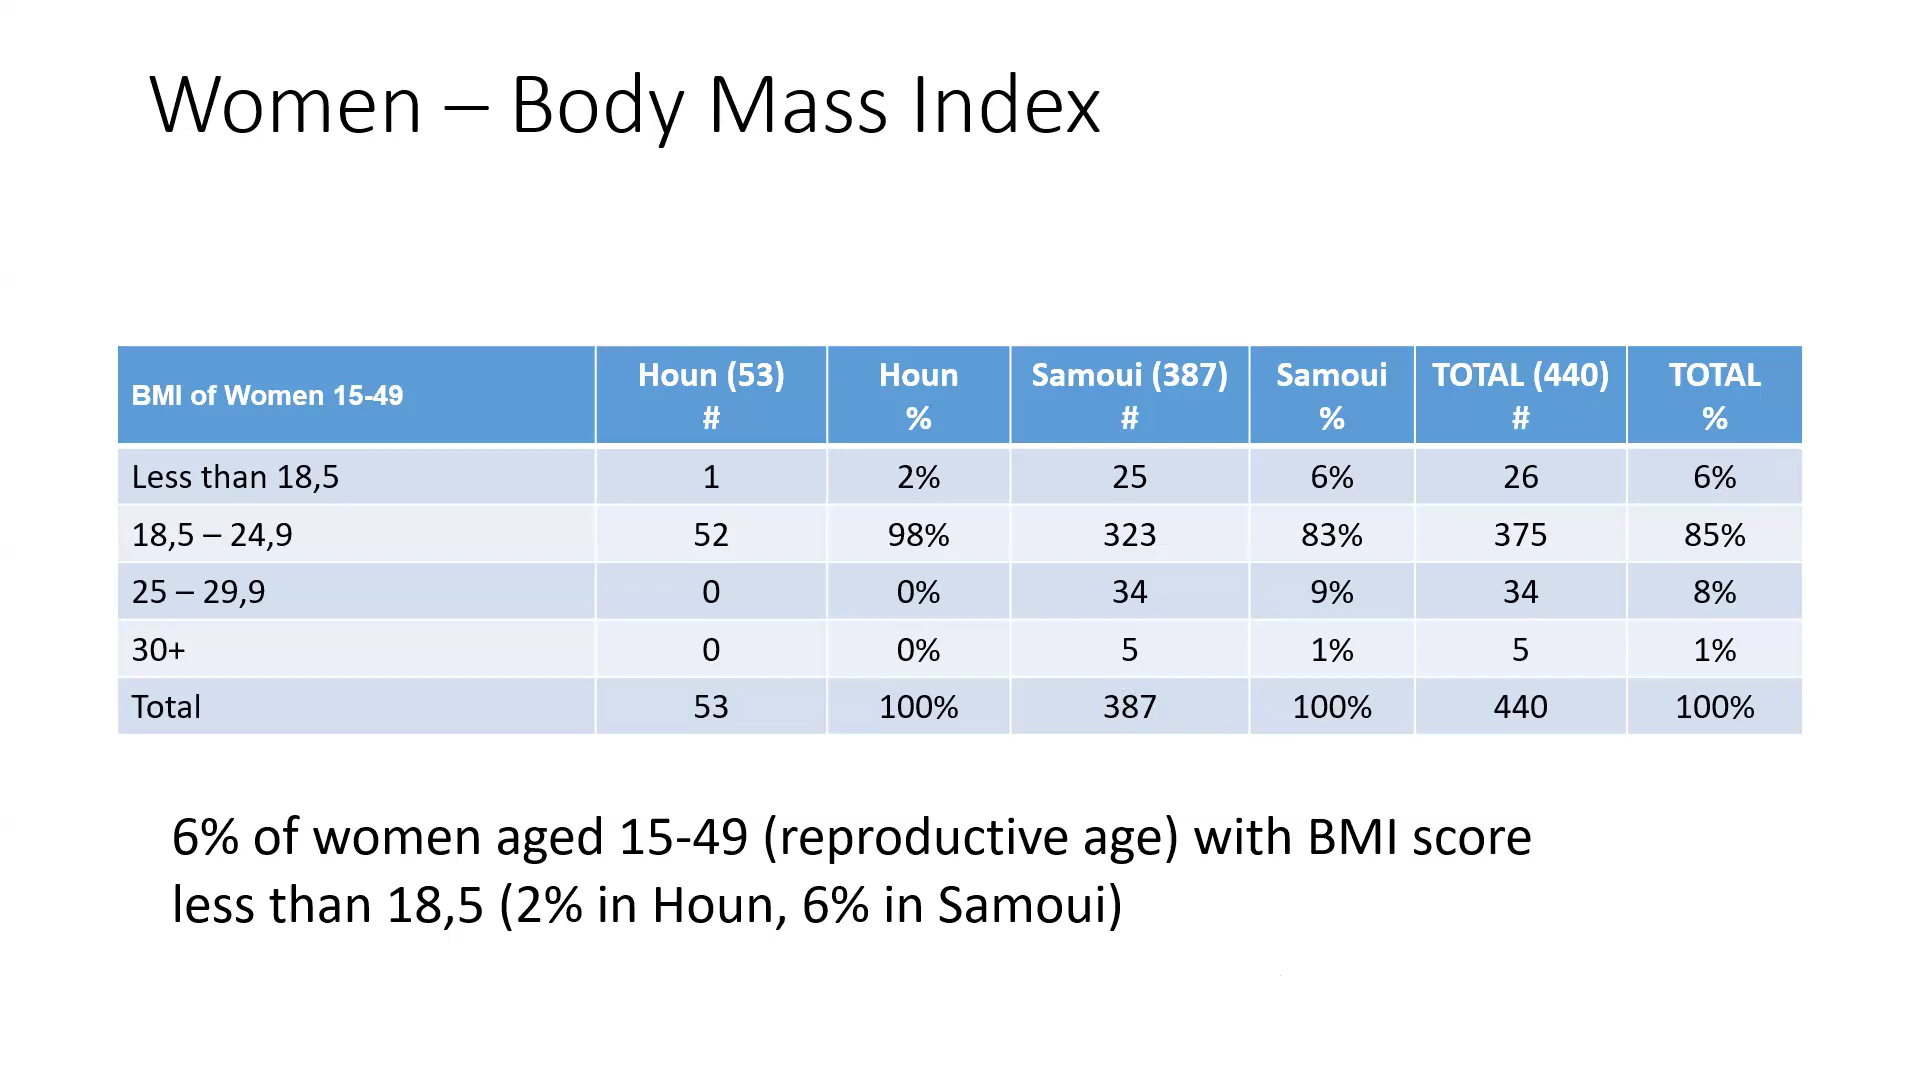 Women – Body Mass Index
BMI of Women 15-49 Houn (53) # Houn % Samoui (387) # Samoui % TOTAL (440) # TOTAL %
Less than 18,5 1 2% 25 6% 26 6%
18,5 – 24,9 52 98% 323 83% 375 85%
25 – 29,9 0 0% 34 9% 34 8%
30+ 0 0% 5 1% 5 1%
Total 53 100% 387 100% 440 100%
6% of women aged 15-49 (reproductive age) with BMI score
less than 18,5 (2% in Houn, 6% in Samoui)